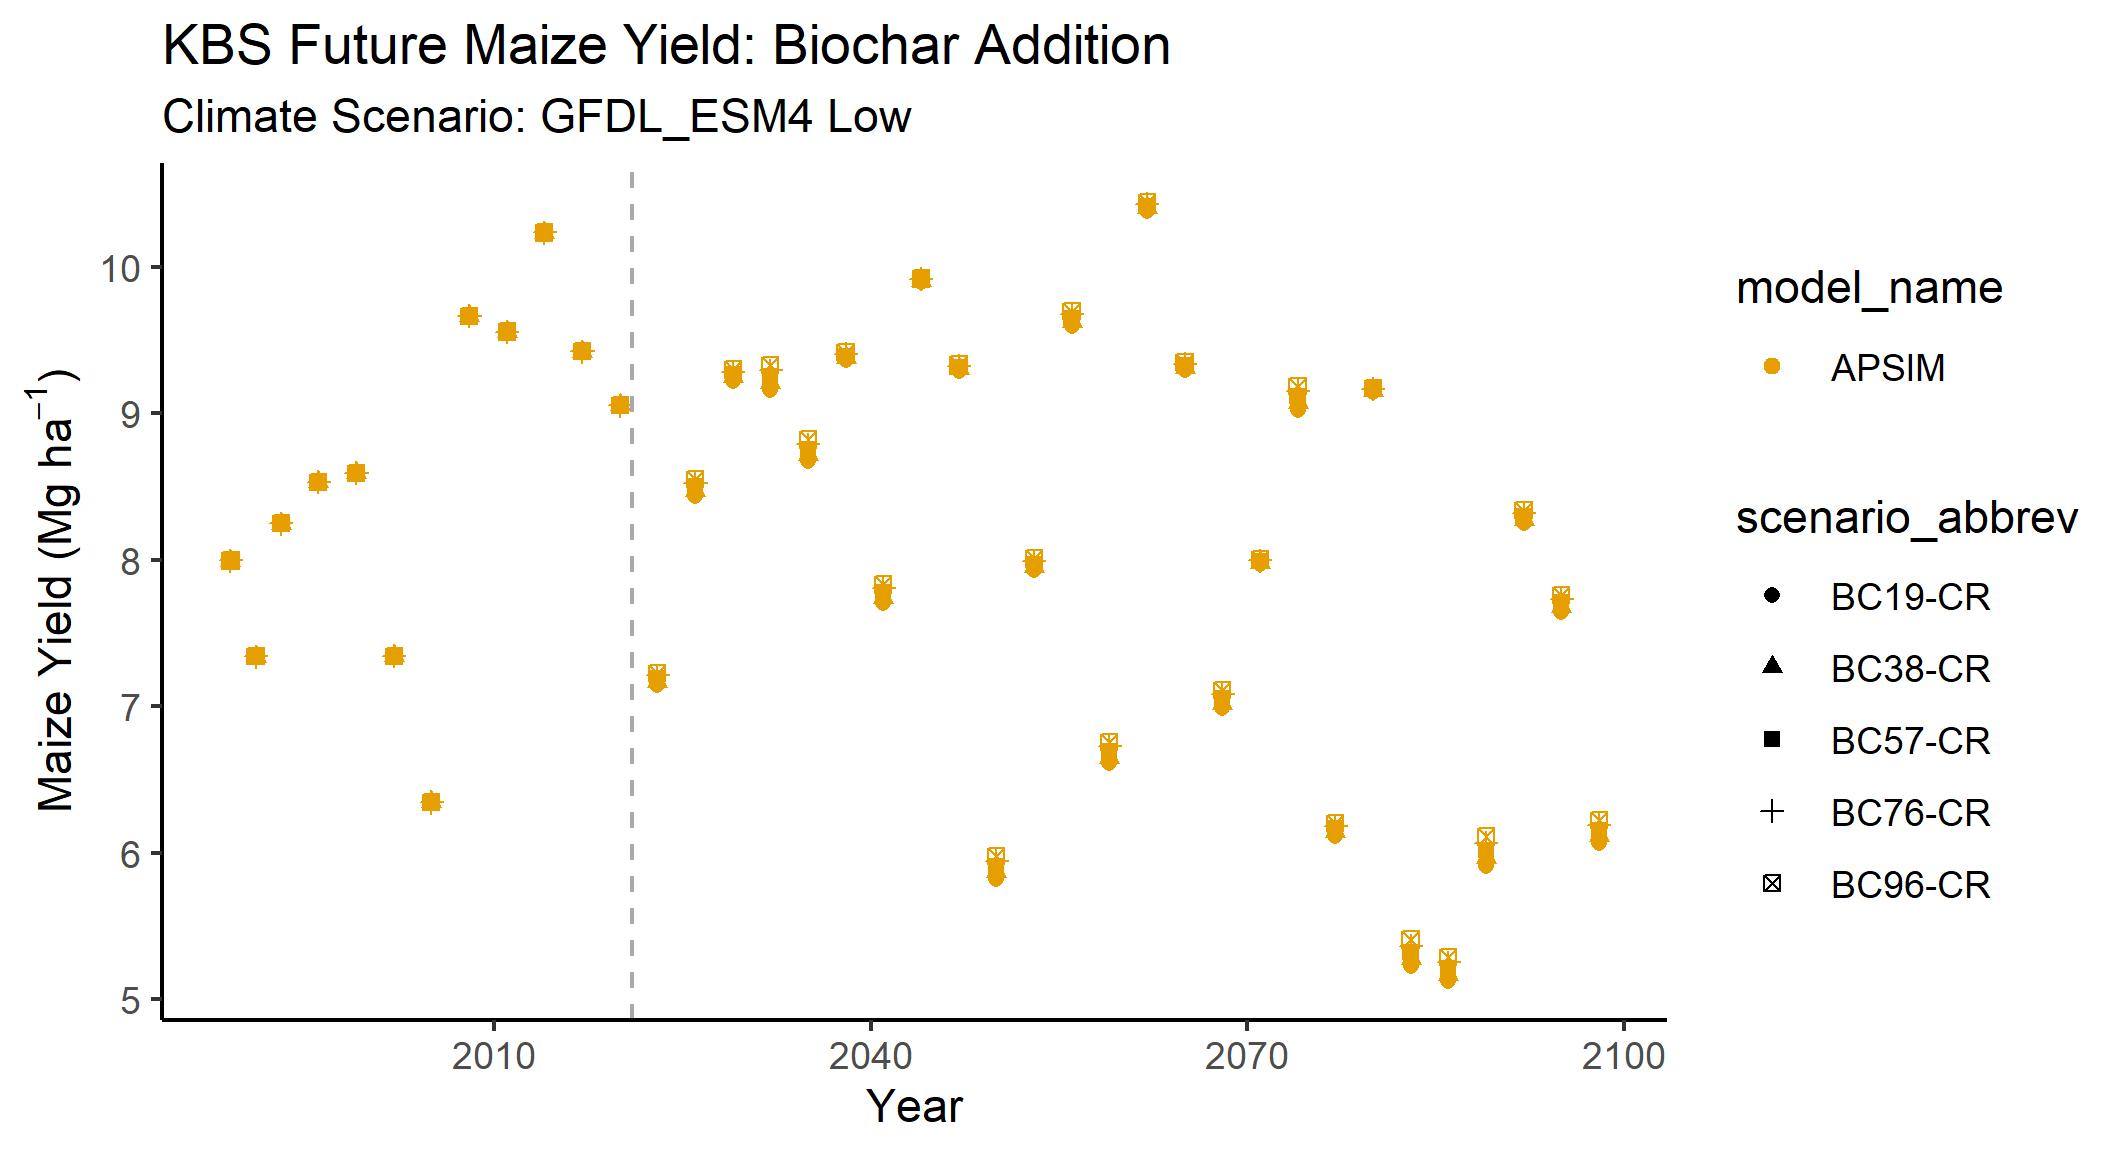 KBS Future Maize Yield: Biochar Addition
Climate Scenario: GFDL_ESM4 Low
Maize Yield (Mg ha⁻¹)
10
9
8
7
6
5
2010
2040
2070
2100
Year
model_name
APSIM
scenario_abbrev
BC19-CR
BC38-CR
BC57-CR
BC76-CR
BC96-CR